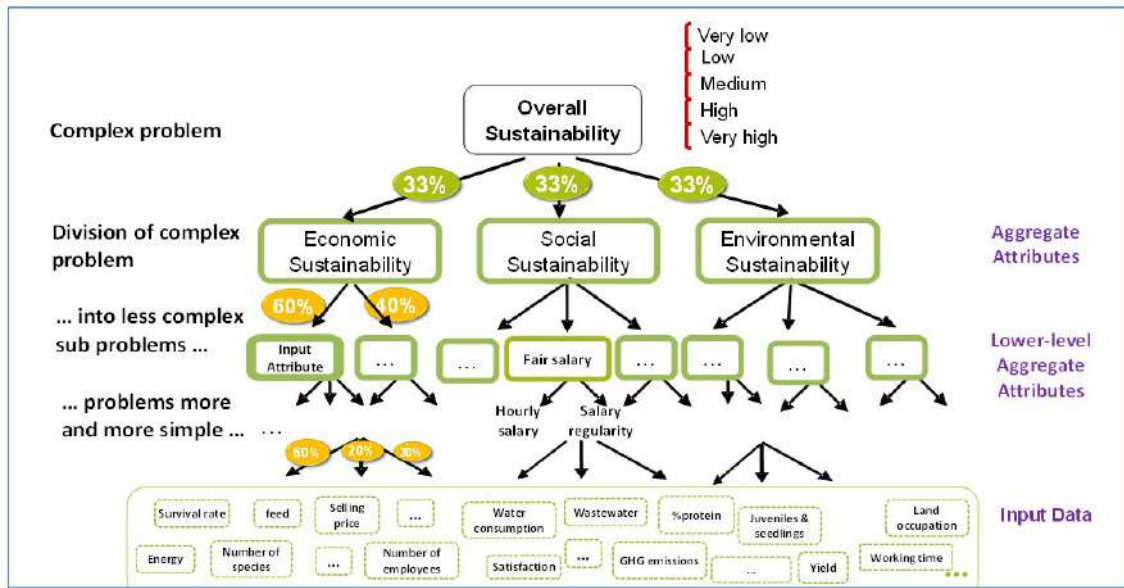 Very low
Low
Medium
High
Very high
Complex problem
Overall
Sustainability
33%
33%
33%
Division of complex
problem
Economic
Sustainability
Social
Sustainability
Environmental
Sustainability
Aggregate
Attributes
60%
40%
... into less complex
sub problems ...
Input
Attribute
...
...
Fair salary
...
...
...
...
Lower-level
Aggregate
Attributes
... problems more
and more simple ...
...
Hourly
salary
Salary
regularity
50%
20%
30%
Survival rate
feed
Selling
price
...
Water
consumption
Wastewater
%protein
Juveniles &
seedlings
Land
occupation
Input Data
Energy
Number of
species
...
Number of
employees
Satisfaction
...
GHG emissions
...
Yield
Working time
...